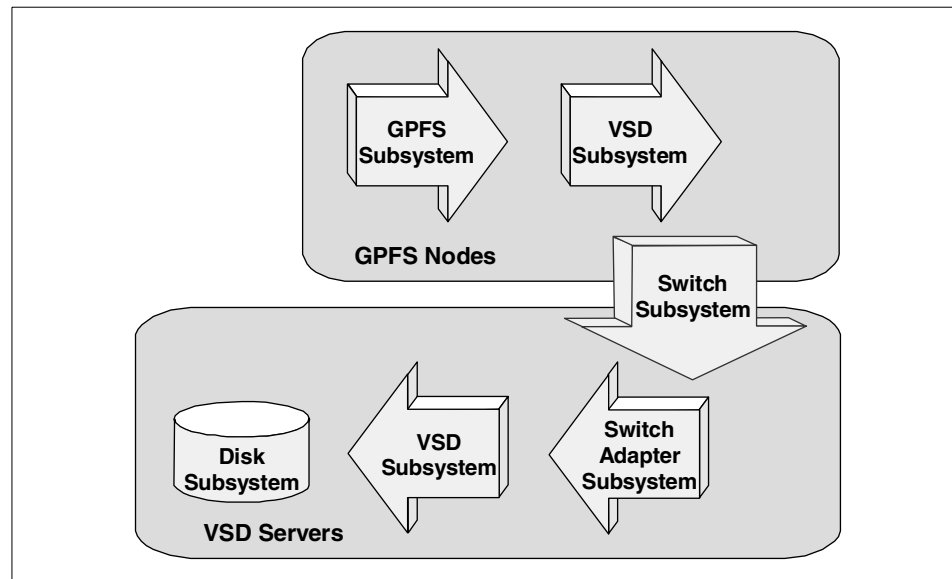 GPFS
Subsystem
VSD
Subsystem
GPFS Nodes
Switch
Subsystem
Disk
Subsystem
VSD
Subsystem
Switch
Adapter
Subsystem
VSD Servers